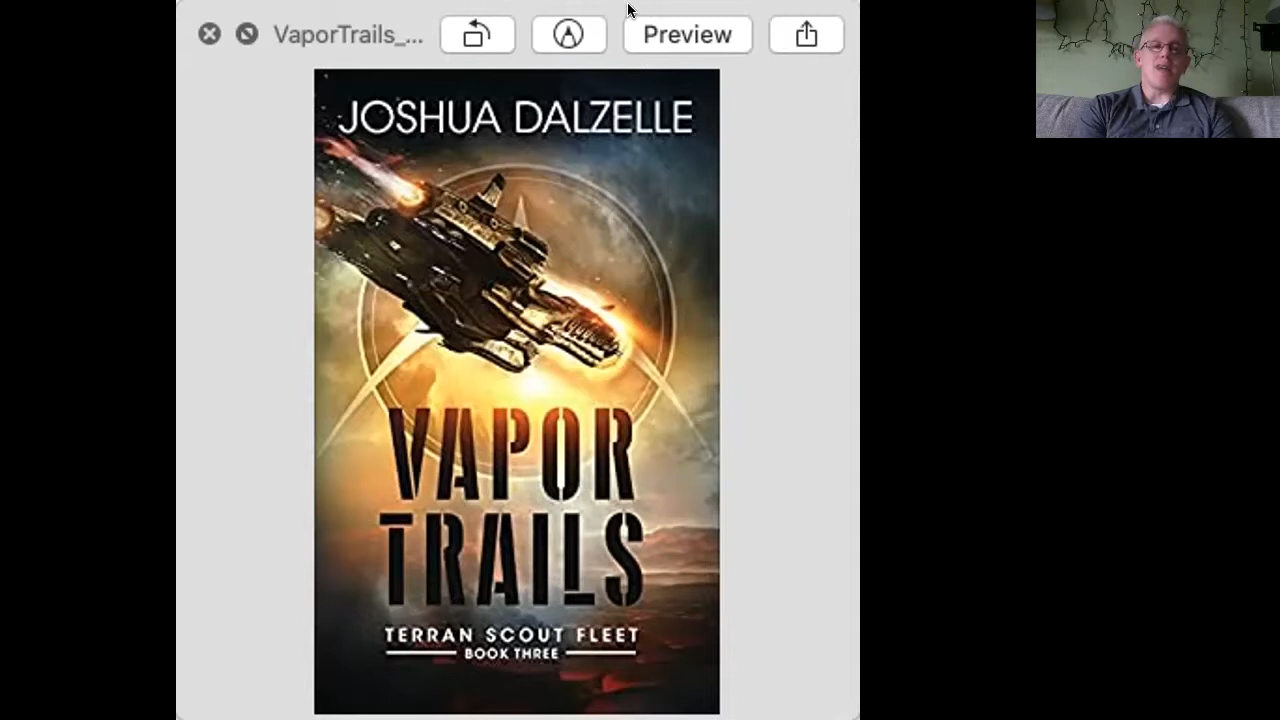 VaporTrails_...
Preview
JOSHUA DALZELLE
VAPOR
TRAILS
TERRAN SCOUT FLEET
BOOK THREE